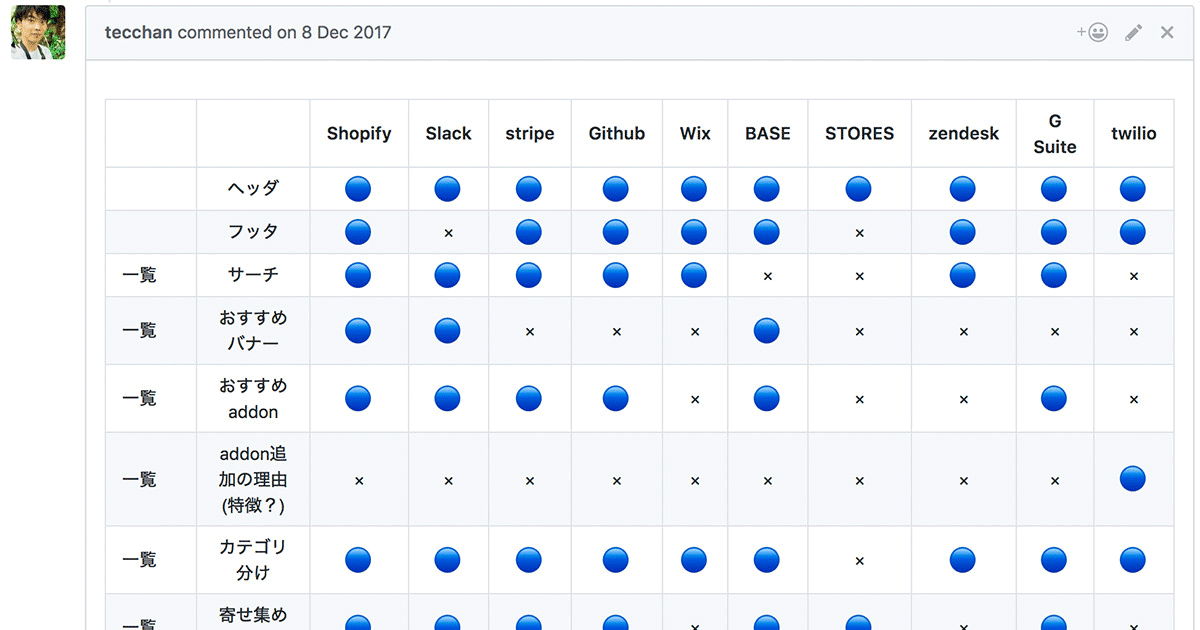 tecchan commented on 8 Dec 2017
Shopify Slack stripe Github Wix BASE STORES zendesk G Suite twilio
ヘッダ
フッタ × ×
一覧 サーチ × × ×
一覧 おすすめ
バナー × × × × × × ×
一覧 おすすめ
addon × × × ×
一覧 addon追
加の理由
(特徴？) × × × × × × × × ×
一覧 カテゴリ
分け ×
一覧 寄せ集め × × ×